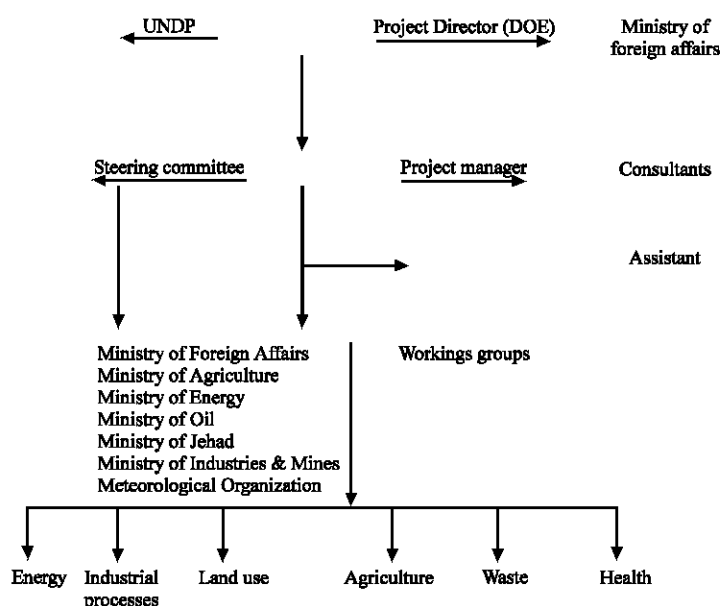 UNDP
Project Director (DOE)
Ministry of
foreign affairs
Steering committee
Project manager
Consultants
Assistant
Ministry of Foreign Affairs
Ministry of Agriculture
Ministry of Energy
Ministry of Oil
Ministry of Jehad
Ministry of Industries & Mines
Meteorological Organization
Workings groups
Energy
Industrial
processes
Land use
Agriculture
Waste
Health